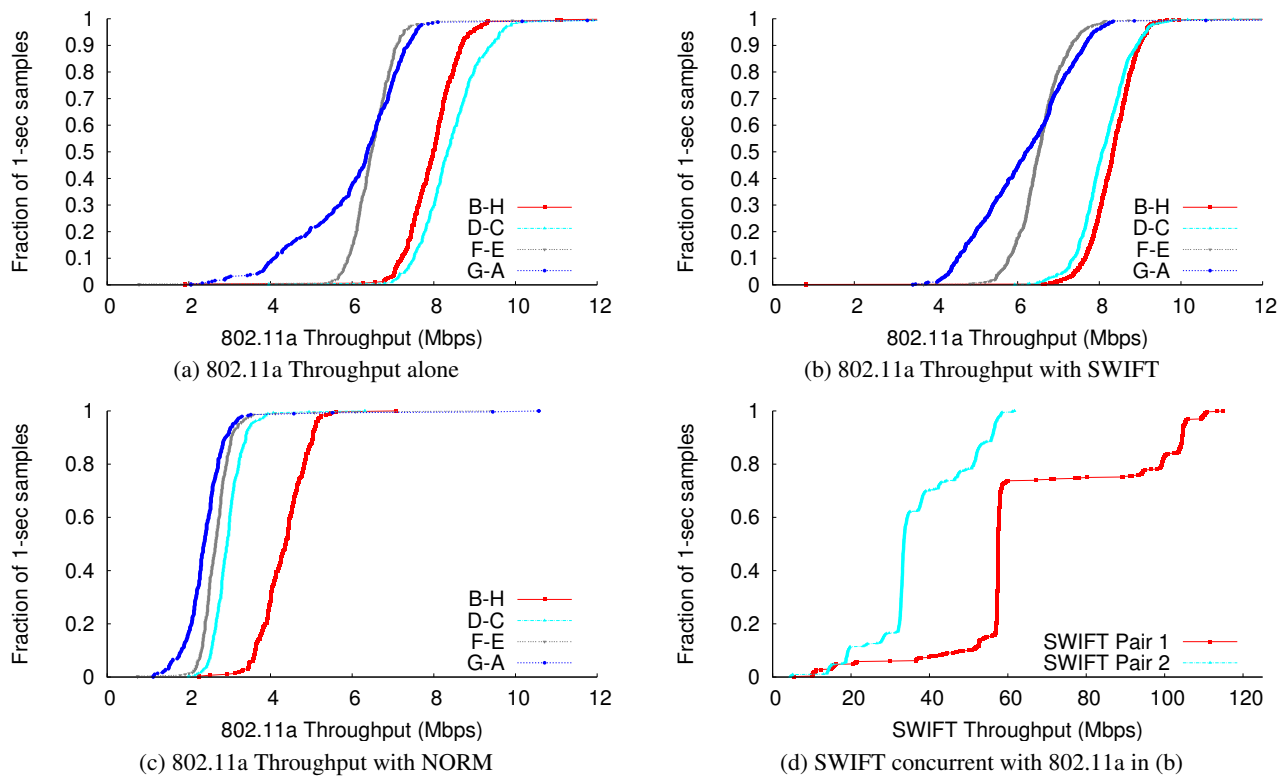 Fraction of 1-sec samples
1
0.9
0.8
0.7
0.6
0.5
0.4
0.3
0.2
0.1
0
0 2 4 6 8 10 12
B-H
D-C
F-E
G-A
802.11a Throughput (Mbps)
(a) 802.11a Throughput alone
Fraction of 1-sec samples
1
0.9
0.8
0.7
0.6
0.5
0.4
0.3
0.2
0.1
0
0 2 4 6 8 10 12
B-H
D-C
F-E
G-A
802.11a Throughput (Mbps)
(b) 802.11a Throughput with SWIFT
Fraction of 1-sec samples
1
0.8
0.6
0.4
0.2
0
0 2 4 6 8 10 12
B-H
D-C
F-E
G-A
802.11a Throughput (Mbps)
(c) 802.11a Throughput with NORM
Fraction of 1-sec samples
1
0.8
0.6
0.4
0.2
0
0 20 40 60 80 100 120
SWIFT Pair 1
SWIFT Pair 2
SWIFT Throughput (Mbps)
(d) SWIFT concurrent with 802.11a in (b)